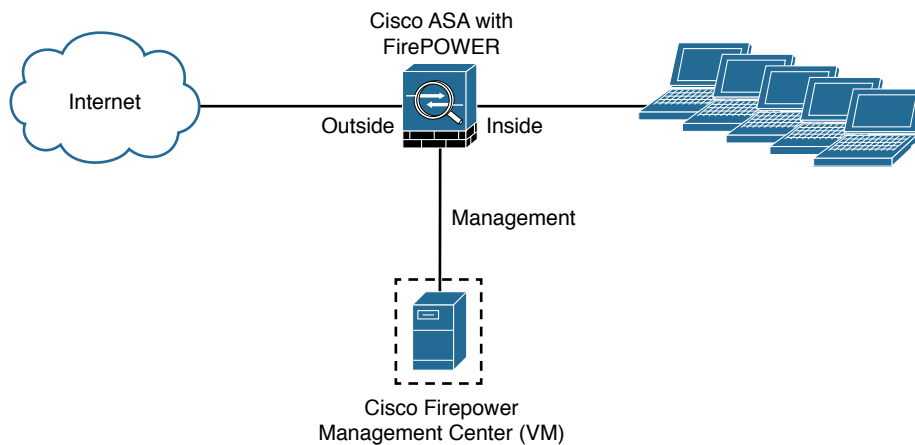 Cisco ASA with
FirePOWER
Internet
Outside
Inside
Management
Cisco Firepower
Management Center (VM)